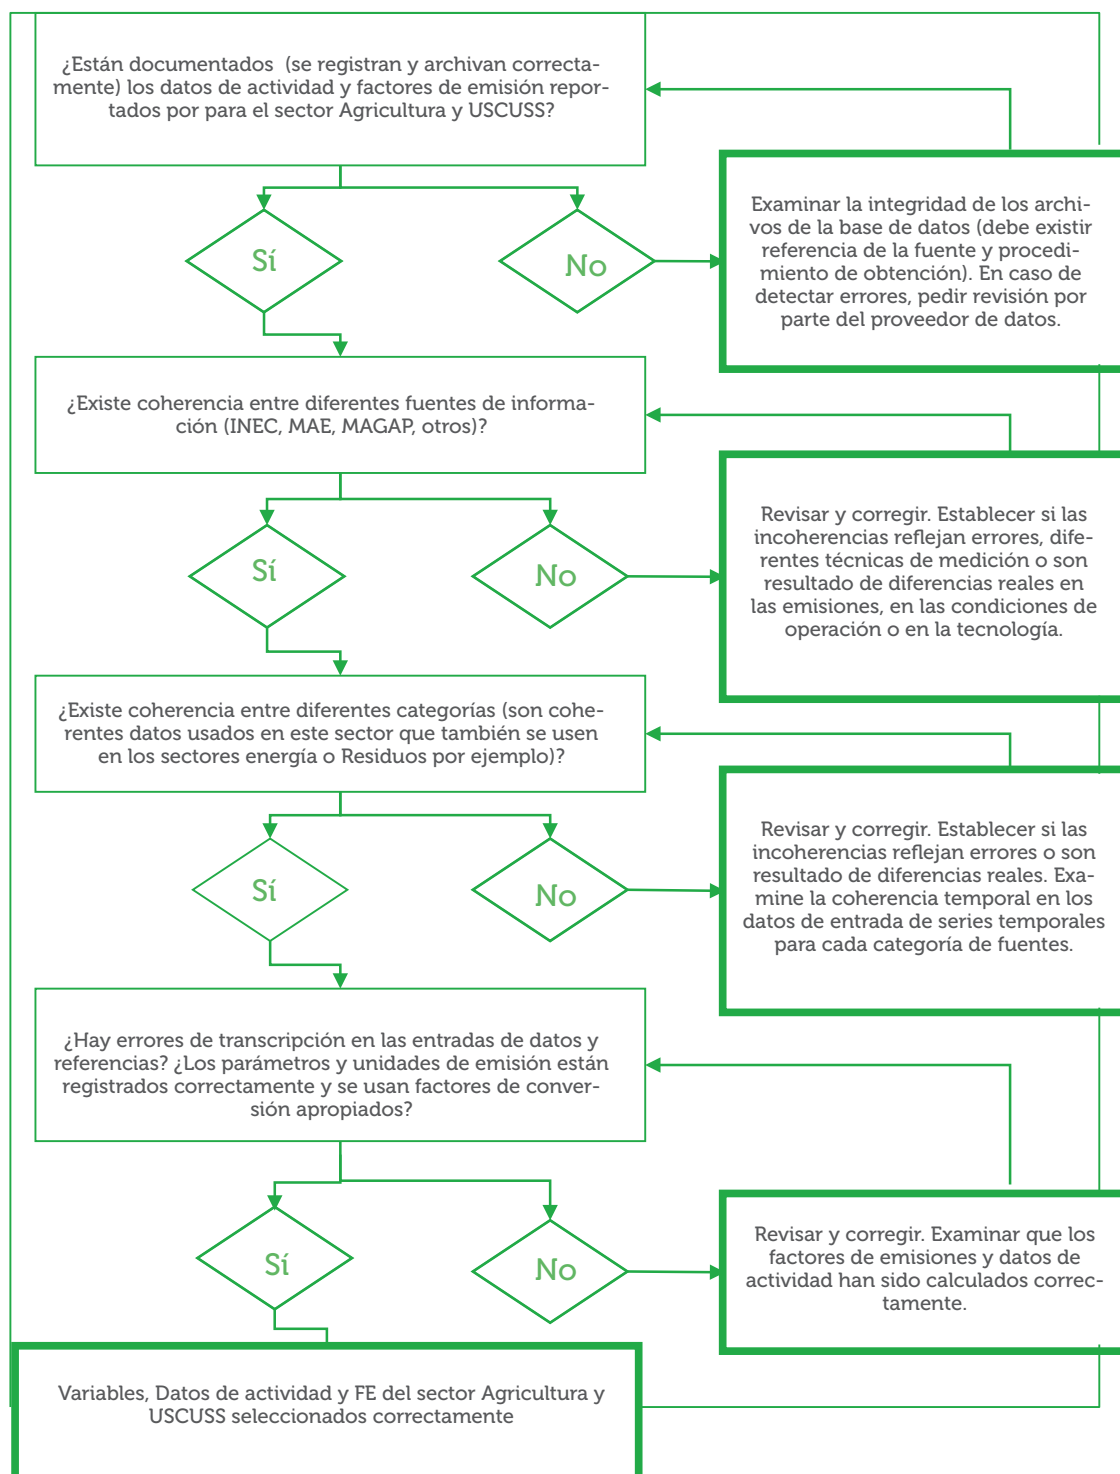 ¿Están documentados  (se registran y archivan correcta-
mente) los datos de actividad y factores de emisión repor-
tados por para el sector Agricultura y USCUSS?
Sí
No
Examinar la integridad de los archi-
vos de la base de datos (debe existir
referencia de la fuente y procedi-
miento de obtención). En caso de
detectar errores, pedir revisión por
parte del proveedor de datos.
¿Existe coherencia entre diferentes fuentes de informa-
ción (INEC, MAE, MAGAP, otros)?
Sí
No
Revisar y corregir. Establecer si las
incoherencias reflejan errores, dife-
rentes técnicas de medición o son
resultado de diferencias reales en
las emisiones, en las condiciones de
operación o en la tecnología.
¿Existe coherencia entre diferentes categorías (son cohe-
rentes datos usados en este sector que también se usen
en los sectores energía o Residuos por ejemplo)?
Sí
No
Revisar y corregir. Establecer si las
incoherencias reflejan errores o son
resultado de diferencias reales. Exa-
mine la coherencia temporal en los
datos de entrada de series temporales
para cada categoría de fuentes.
¿Hay errores de transcripción en las entradas de datos y
referencias? ¿Los parámetros y unidades de emisión están
registrados correctamente y se usan factores de conver-
sión apropiados?
Sí
No
Revisar y corregir. Examinar que los
factores de emisiones y datos de
actividad han sido calculados correc-
tamente.
Variables, Datos de actividad y FE del sector Agricultura y
USCUSS seleccionados correctamente